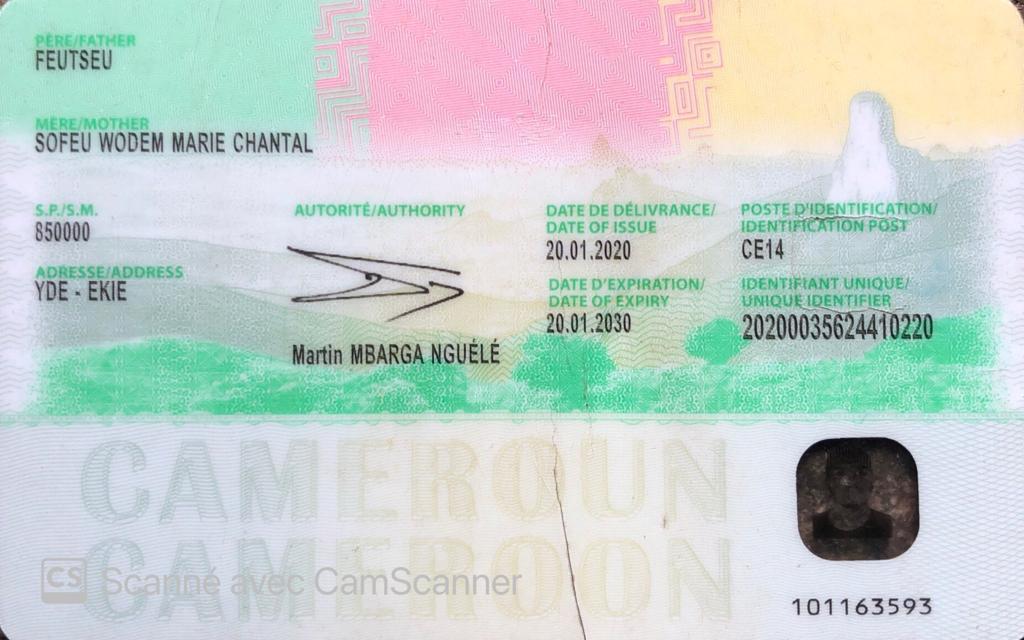 PÈRE/FATHER
FEUTSEU
MÈRE/MOTHER
SOFEU WODEM MARIE CHANTAL
S.P./S.M.
850000
ADRESSE/ADDRESS
YDE - EKIE
AUTORITÉ/AUTHORITY
Martin MBARGA NGUÉLÉ
DATE DE DÉLIVRANCE/
DATE OF ISSUE
20.01.2020
DATE D'EXPIRATION/
DATE OF EXPIRY
20.01.2030
POSTE D'IDENTIFICATION/
IDENTIFICATION POST
CE14
IDENTIFIANT UNIQUE/
UNIQUE IDENTIFIER
20200035624410220
CAMEROUN
CAMEROON
CS Scanné avec CamScanner
101163593